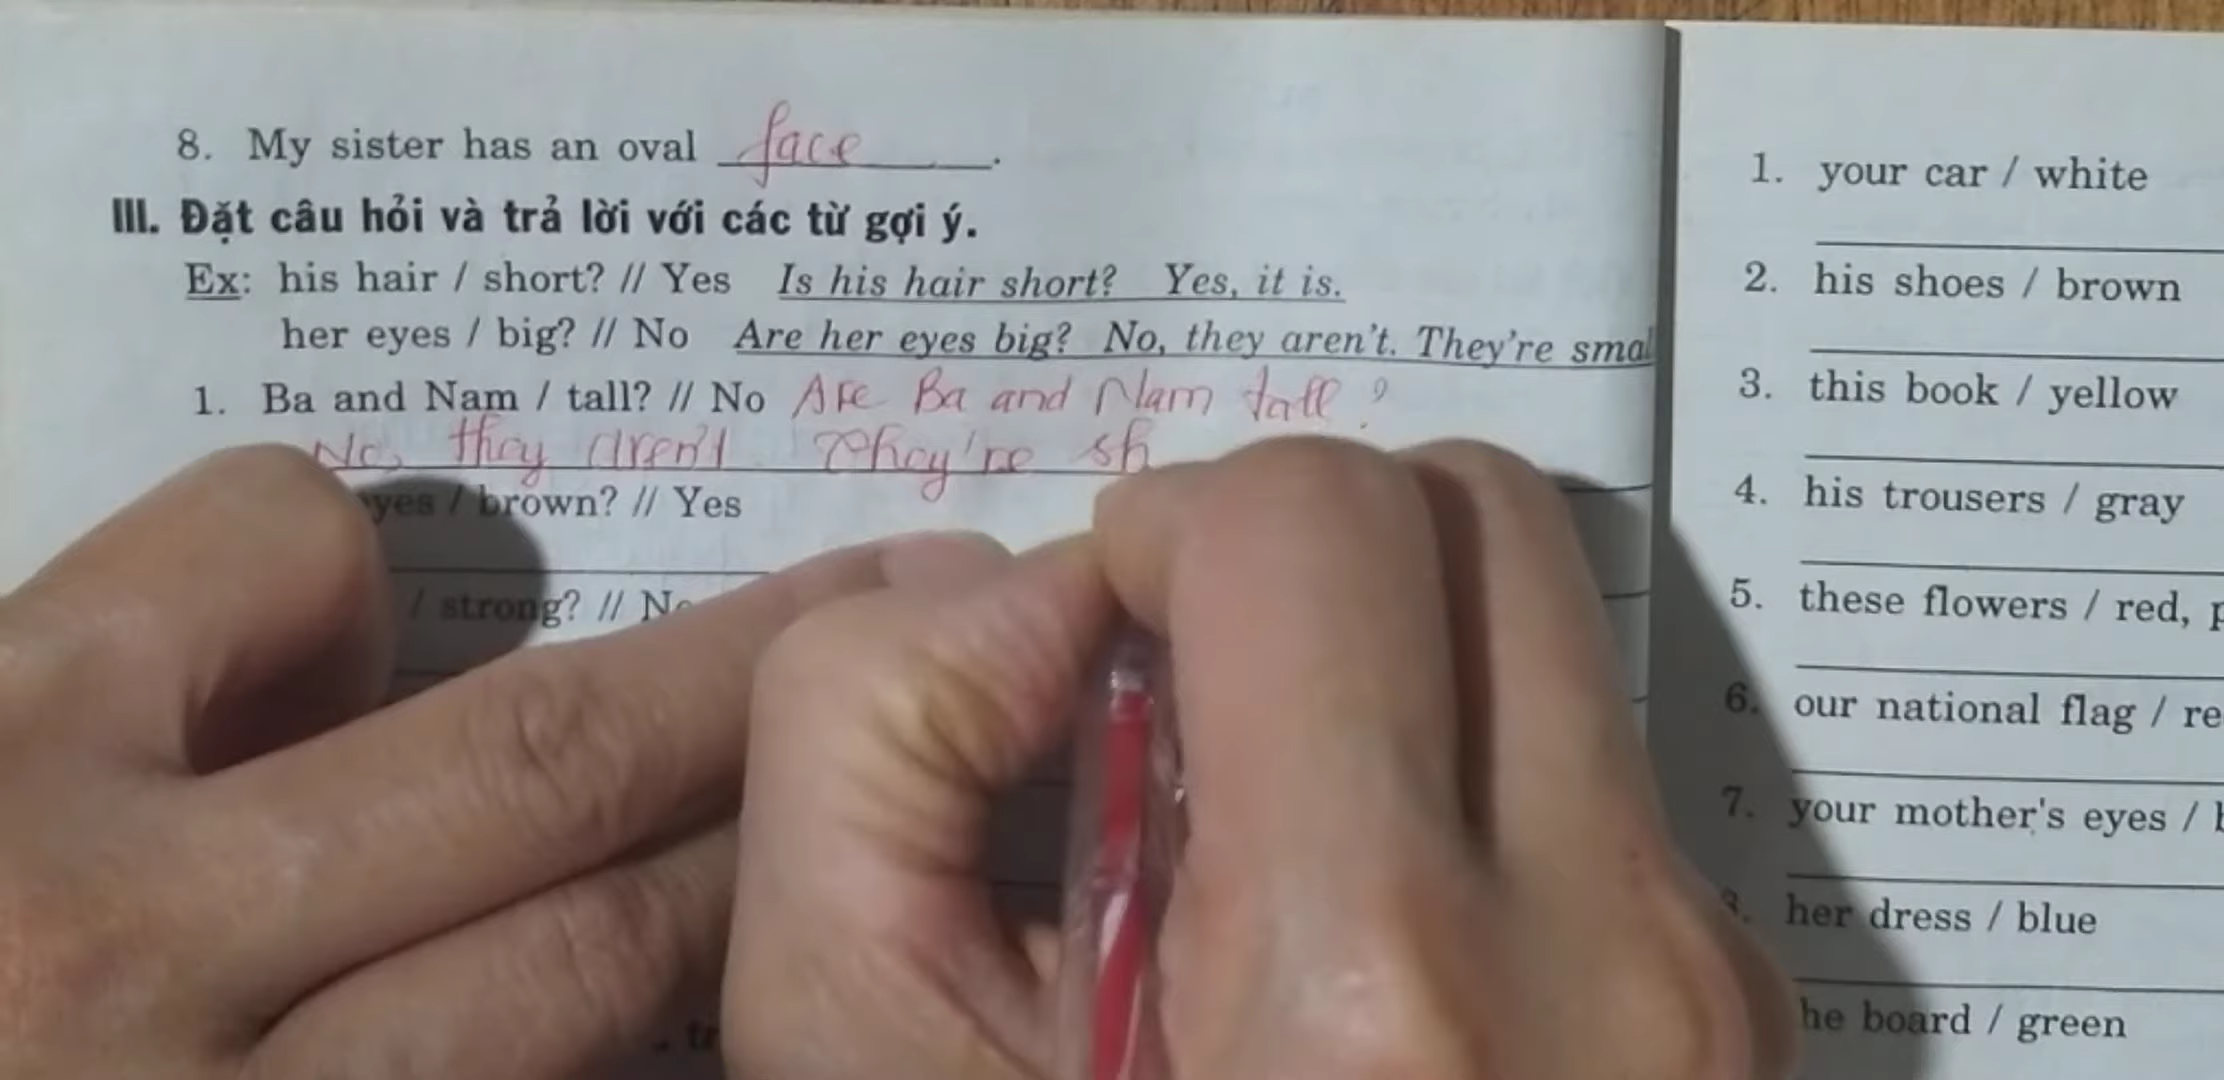 8. My sister has an oval face.
III. Đặt câu hỏi và trả lời với các từ gợi ý.
Ex: his hair / short? // Yes Is his hair short? Yes, it is.
her eyes / big? // No Are her eyes big? No, they aren't. They're smal
1. Ba and Nam / tall? // No Are Ba and Nam tall?
No, they aren't. They're sh
yes / brown? // Yes
/ strong? // No
1. your car / white
2. his shoes / brown
3. this book / yellow
4. his trousers / gray
5. these flowers / red,
6. our national flag / re
7. your mother's eyes /
her dress / blue
he board / green